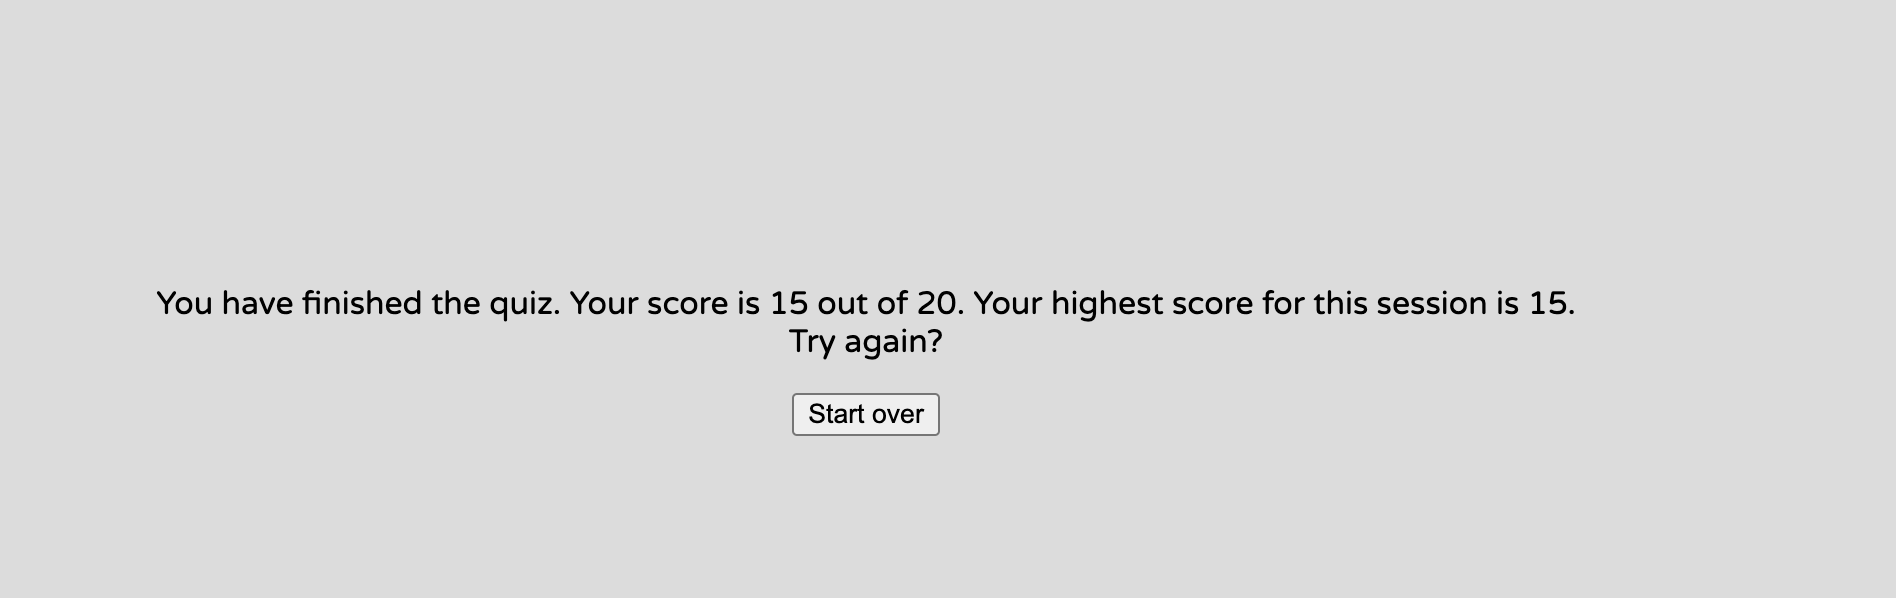 You have finished the quiz. Your score is 15 out of 20. Your highest score for this session is 15.
Try again?
Start over